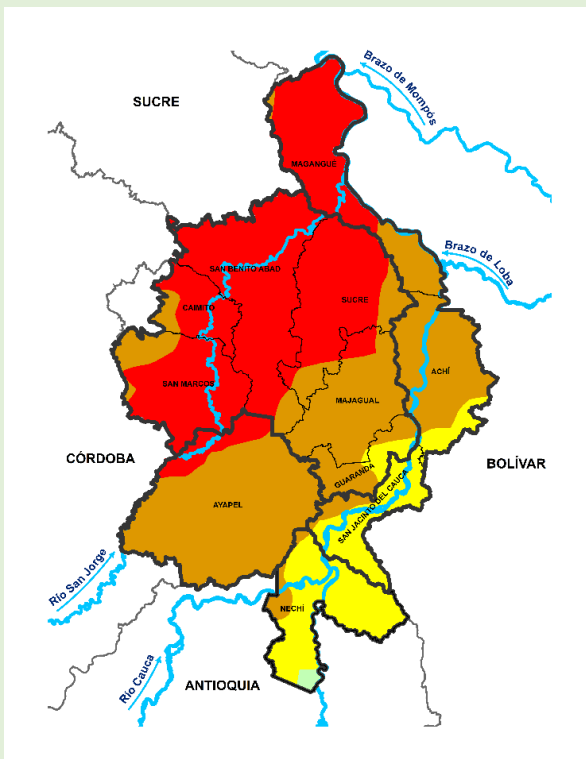 Brazo de Mompós
SUCRE
MAGANGUÉ
Brazo de Loba
SAN BENITO ABAD
SUCRE
CAIMITO
ACHÍ
SAN MARCOS
MAJAGUAL
CÓRDOBA
BOLÍVAR
GUARANDA
SAN JACINTO DEL CAUCA
AYAPEL
Río San Jorge
NECHÍ
Río Cauca
ANTIOQUIA